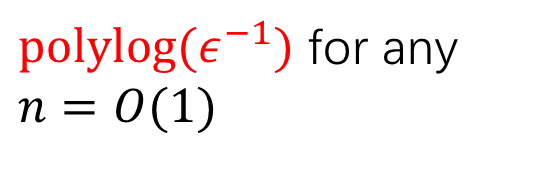 polylog(ϵ⁻¹) for any
n = O(1)